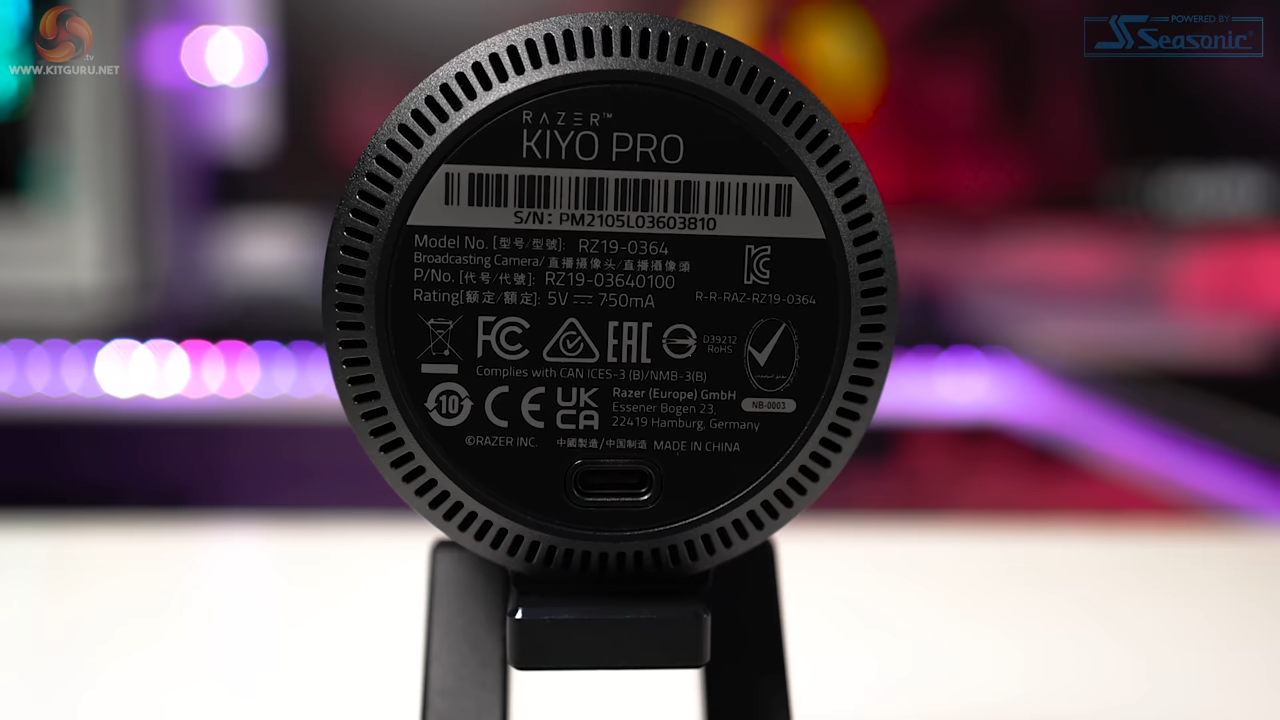 .tv
WWW.KITGURU.NET
POWERED BY
Seasonic®
RAZER™
KIYO PRO
S/N: PM2105L03603810
Model No. [型号/型號]: RZ19-0364
Broadcasting Camera/直播摄像头/直播攝像頭
P/No. [代号/代號]: RZ19-03640100
Rating[额定/額定]: 5V ⎓ 750mA
R-R-RAZ-RZ19-0364
FC
EAC
D39212
RoHS
Complies with CAN ICES-3 (B)/NMB-3(B)
10
CE
UK
CA
Razer (Europe) GmbH
Essener Bogen 23,
22419 Hamburg, Germany
NB-0003
©RAZER INC. 中國製造/中国制造 MADE IN CHINA